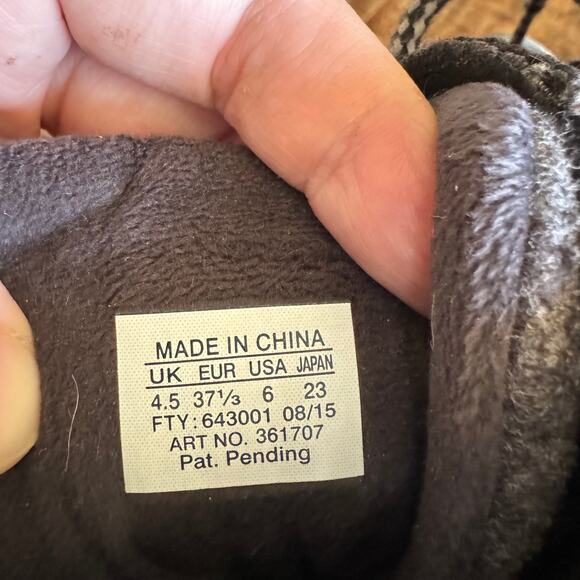 MADE IN CHINA
UK EUR USA JAPAN
4.5 37⅓ 6 23
FTY: 643001 08/15
ART NO. 361707
Pat. Pending